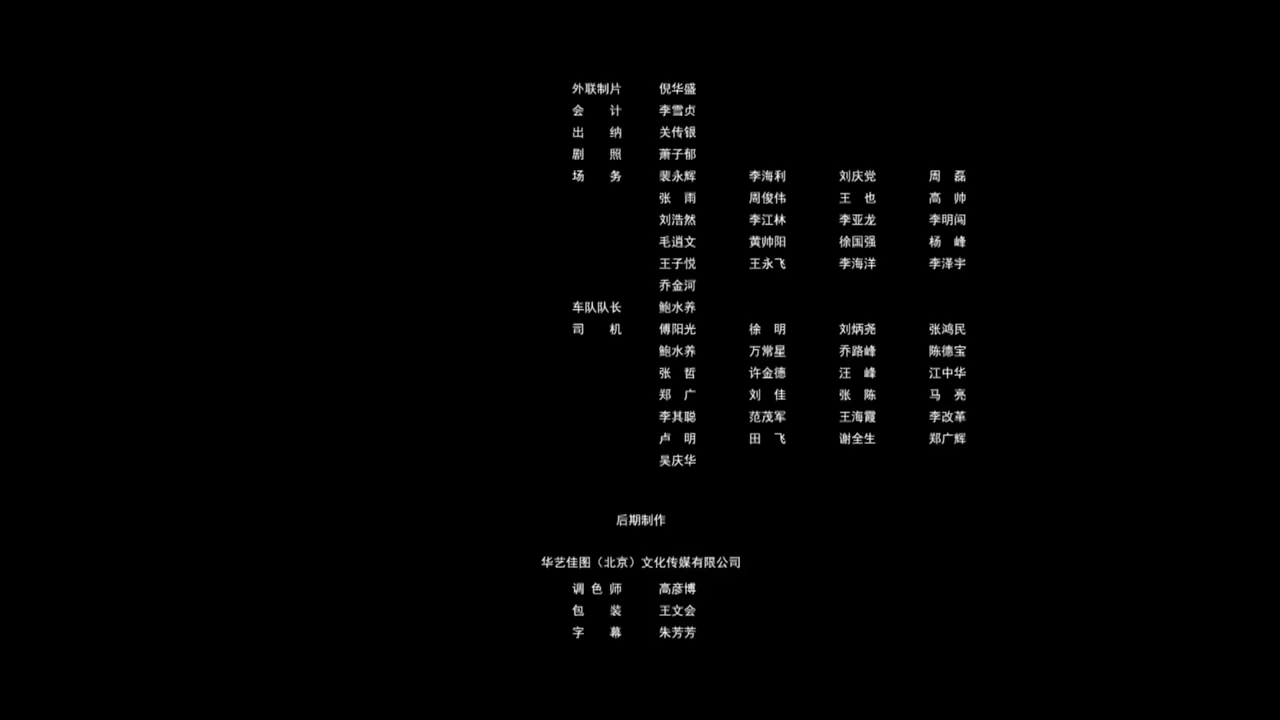 外联制片 倪华盛
会 计 李雪贞
出 纳 关传银
剧 照 萧子郁
场 务 裴永辉 李海利 刘庆党 周 磊
张 雨 周俊伟 王 也 高 帅
刘浩然 李江林 李亚龙 李明闯
毛逍文 黄帅阳 徐国强 杨 峰
王子悦 王永飞 李海洋 李泽宇
乔金河
车队队长 鲍水养
司 机 傅阳光 徐 明 刘炳尧 张鸿民
鲍水养 万常星 乔路峰 陈德宝
张 哲 许金德 汪 峰 江中华
郑 广 刘 佳 张 陈 马 亮
李其聪 范茂军 王海霞 李改革
卢 明 田 飞 谢全生 郑广辉
吴庆华
后期制作
华艺佳图（北京）文化传媒有限公司
调 色 师 高彦博
包 装 王文会
字 幕 朱芳芳